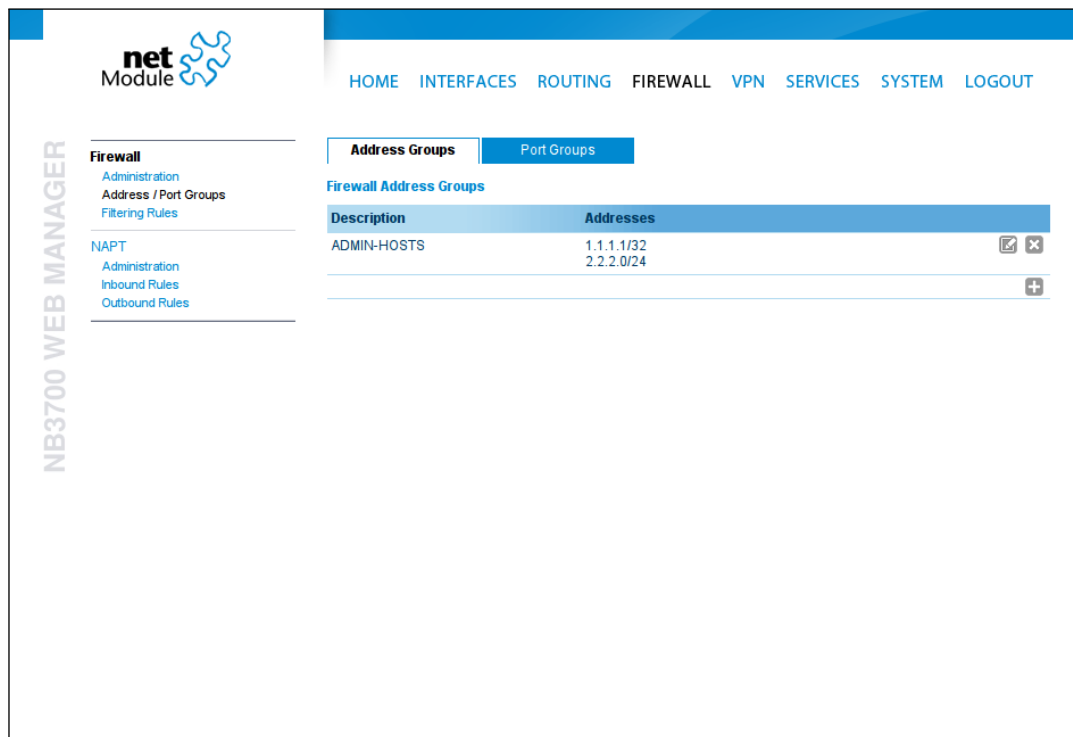 net
Module
HOME INTERFACES ROUTING FIREWALL VPN SERVICES SYSTEM LOGOUT
NB3700 WEB MANAGER
Firewall
Administration
Address / Port Groups
Filtering Rules
NAPT
Administration
Inbound Rules
Outbound Rules
Address Groups Port Groups
Firewall Address Groups
Description Addresses
ADMIN-HOSTS 1.1.1.1/32
2.2.2.0/24